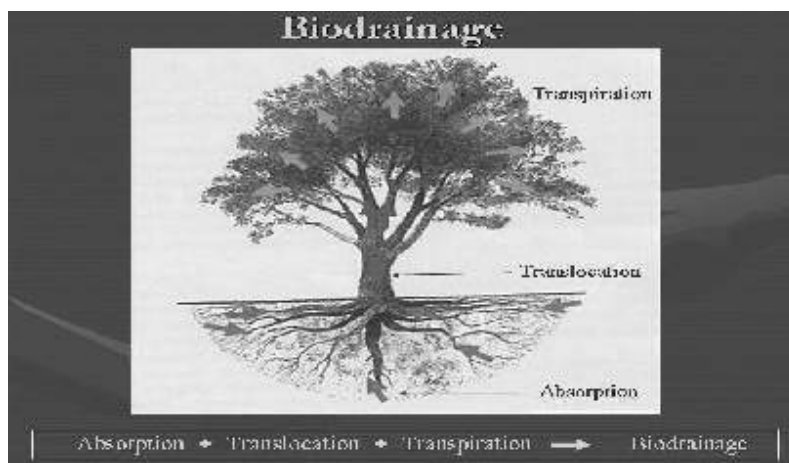 Biodrainage
Transpiration
Translocation
Absorption
Absorption + Translocation + Transpiration → Biodrainage